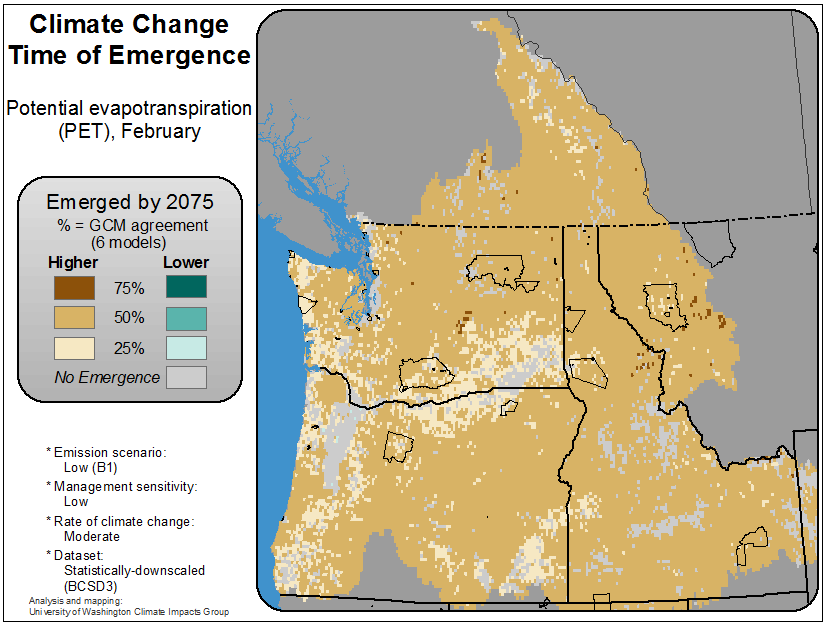 Climate Change
Time of Emergence
Potential evapotranspiration
(PET), February
Emerged by 2075
% = GCM agreement
(6 models)
Higher Lower
75%
50%
25%
No Emergence
* Emission scenario:
Low (B1)
* Management sensitivity:
Low
* Rate of climate change:
Moderate
* Dataset:
Statistically-downscaled
(BCSD3)
Analysis and mapping:
University of Washington Climate Impacts Group